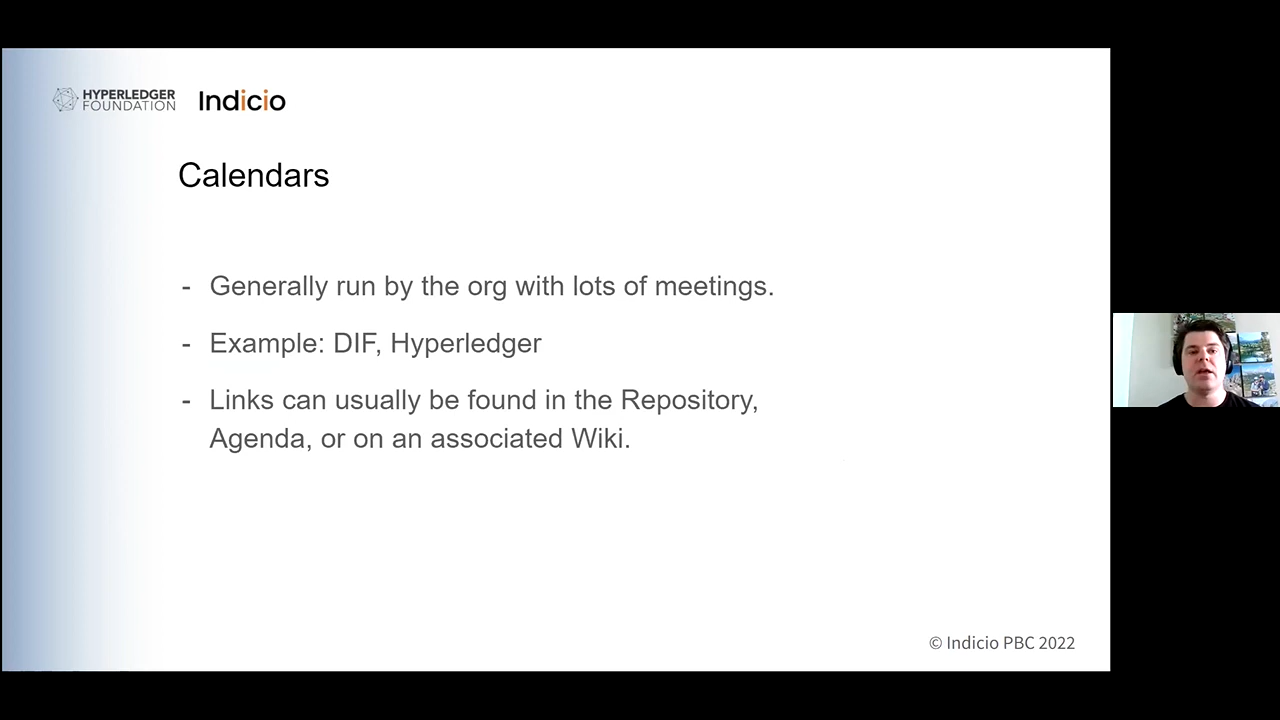 HYPERLEDGER
FOUNDATION
Indicio
Calendars
- Generally run by the org with lots of meetings.
- Example: DIF, Hyperledger
- Links can usually be found in the Repository,
Agenda, or on an associated Wiki.
© Indicio PBC 2022